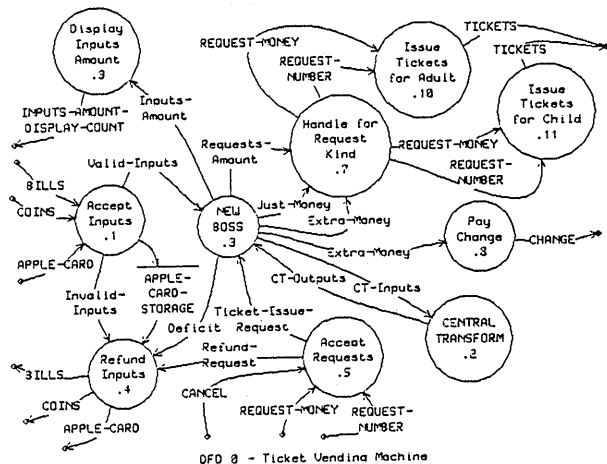 Display
Inputs
Amount
.3
INPUTS-AMOUNT-
DISPLAY-COUNT
Inputs-
Amount
REQUEST-MONEY
REQUEST-
NUMBER
Issue
Tickets
for Adult
.10
TICKETS
TICKETS
Issue
Tickets
for Child
.11
Handle for
Request
Kind
.7
REQUEST-MONEY
REQUEST-
NUMBER
Requests-
Amount
Valid-Inputs
BILLS
COINS
Accept
Inputs
.1
APPLE-CARD
NEW
BOSS
.3
Just-Money
Extra-Money
Extra-Money
Pay
Change
.8
CHANGE
APPLE-
CARD-
STORAGE
Invalid-
Inputs
CT-Outputs
CT-Inputs
CENTRAL
TRANSFORM
.2
Ticket-Issue-
Request
Deficit
Refund-
Request
Accept
Requests
.5
Refund
Inputs
.4
BILLS
COINS
APPLE-CARD
CANCEL
REQUEST-MONEY
REQUEST-
NUMBER
DFD 0 - Ticket Vending Machine